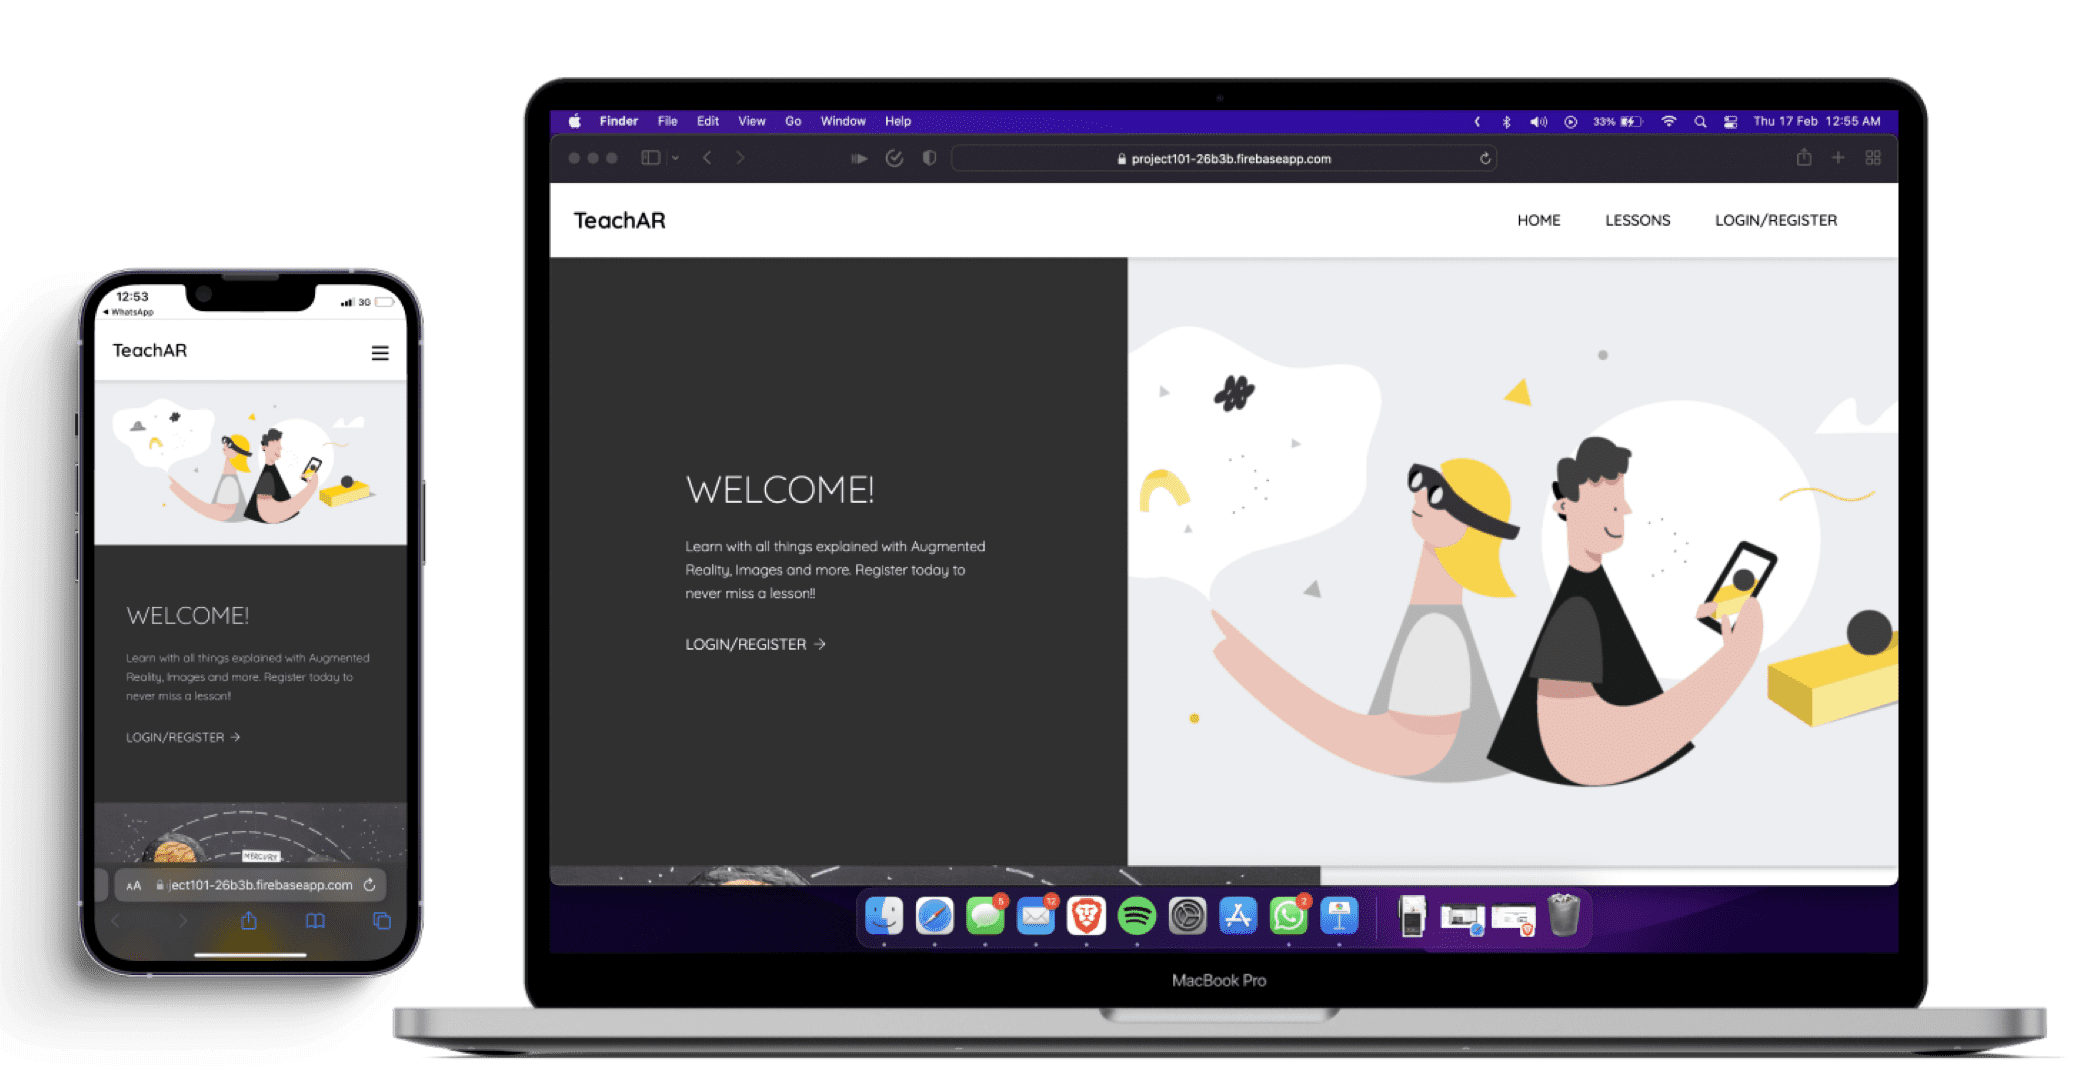 12:53
3G
◀ WhatsApp
TeachAR
WELCOME!
Learn with all things explained with Augmented
Reality, Images and more. Register today to
never miss a lesson!!
LOGIN/REGISTER →
MERCURY
AA ject101-26b3b.firebaseapp.com
Finder File Edit View Go Window Help
33% Thu 17 Feb 12:55 AM
project101-26b3b.firebaseapp.com
TeachAR
HOME LESSONS LOGIN/REGISTER
WELCOME!
Learn with all things explained with Augmented
Reality, Images and more. Register today to
never miss a lesson!!
LOGIN/REGISTER →
5 12 2
MacBook Pro